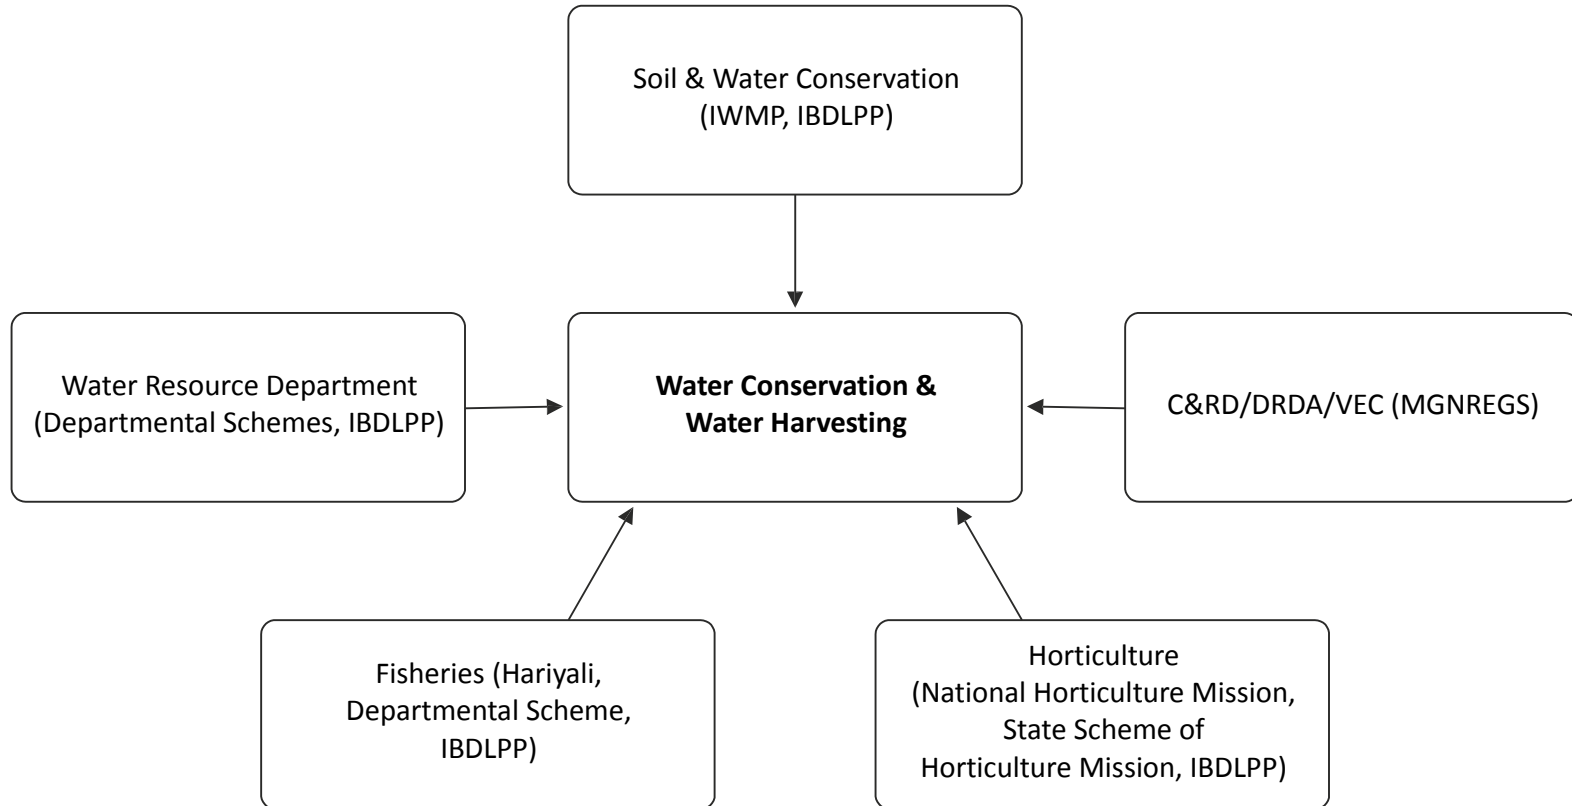 Soil & Water Conservation
(IWMP, IBDLPP)
Water Resource Department
(Departmental Schemes, IBDLPP)
Water Conservation &
Water Harvesting
C&RD/DRDA/VEC (MGNREGS)
Fisheries (Hariyali,
Departmental Scheme,
IBDLPP)
Horticulture
(National Horticulture Mission,
State Scheme of
Horticulture Mission, IBDLPP)